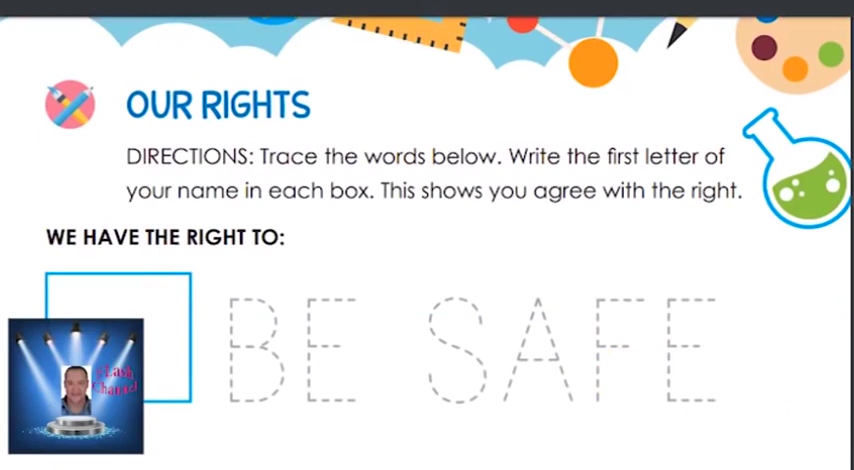 OUR RIGHTS
DIRECTIONS: Trace the words below. Write the first letter of
your name in each box. This shows you agree with the right.
WE HAVE THE RIGHT TO:
BE SAFE
Channel